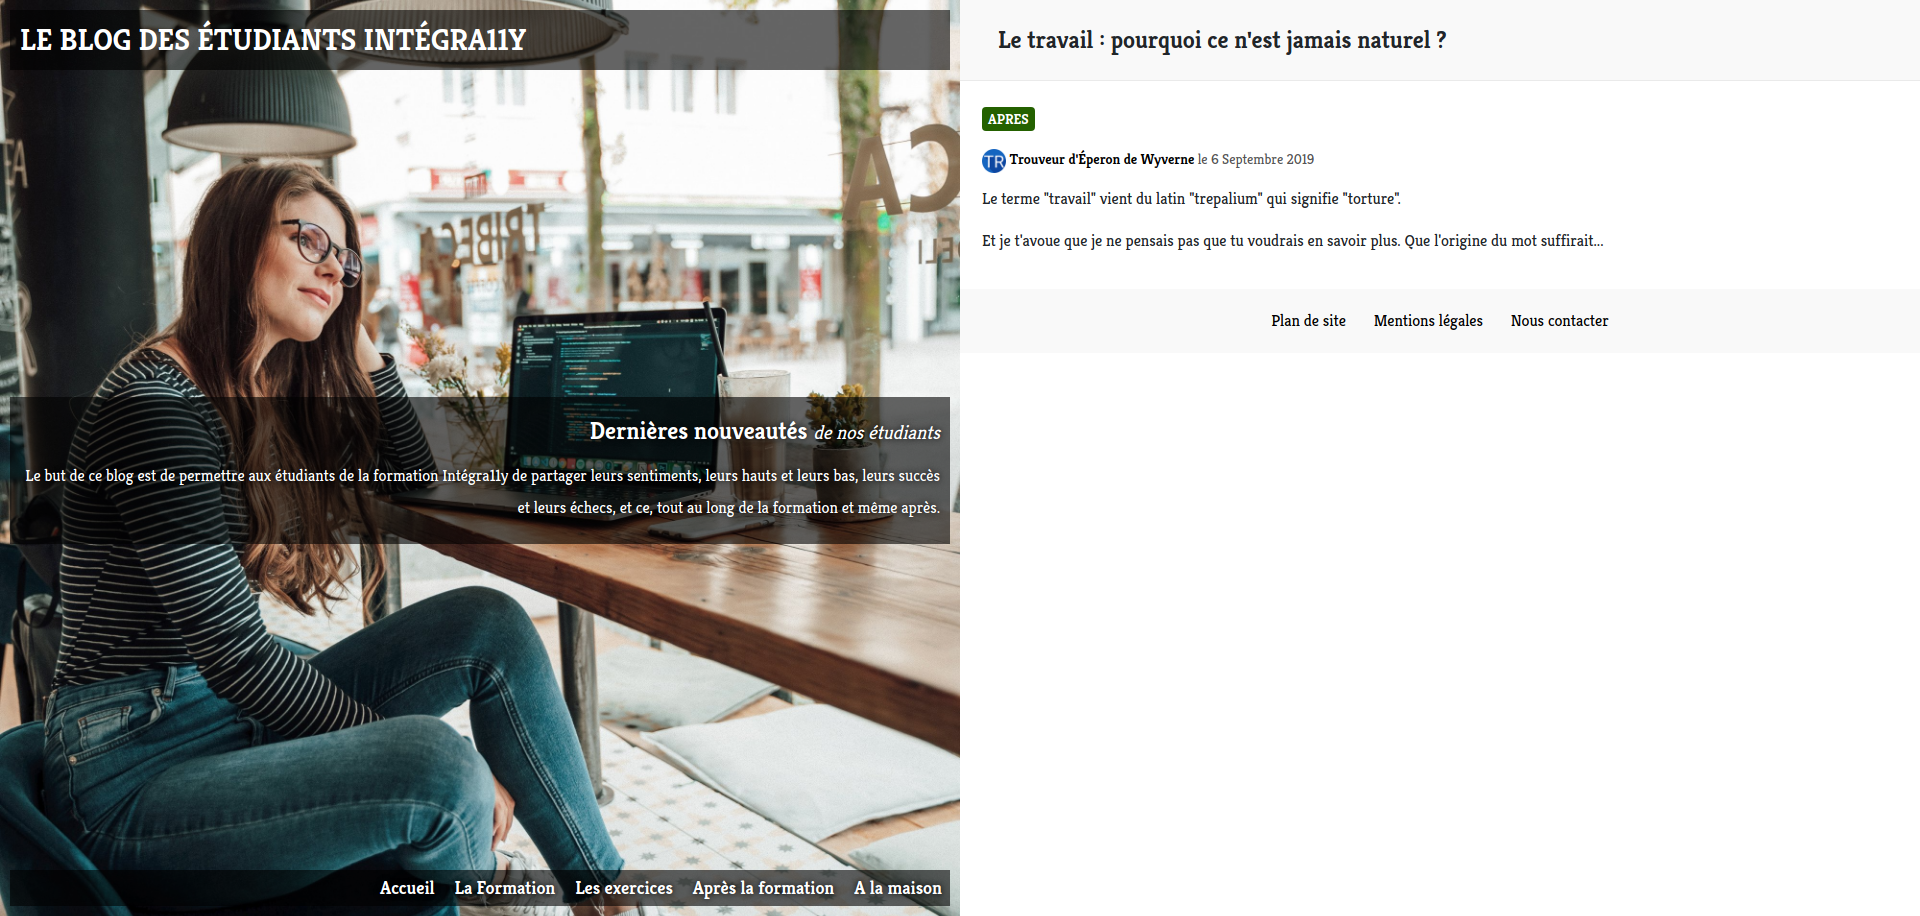 LE BLOG DES ÉTUDIANTS INTÉGRA11Y
Dernières nouveautés de nos étudiants
Le but de ce blog est de permettre aux étudiants de la formation Intégra11y de partager leurs sentiments, leurs hauts et leurs bas, leurs succès
et leurs échecs, et ce, tout au long de la formation et même après.
Accueil La Formation Les exercices Après la formation A la maison
Le travail : pourquoi ce n'est jamais naturel ?
APRES
TR Trouveur d'Éperon de Wyverne le 6 Septembre 2019
Le terme "travail" vient du latin "trepalium" qui signifie "torture".
Et je t'avoue que je ne pensais pas que tu voudrais en savoir plus. Que l'origine du mot suffirait...
Plan de site Mentions légales Nous contacter